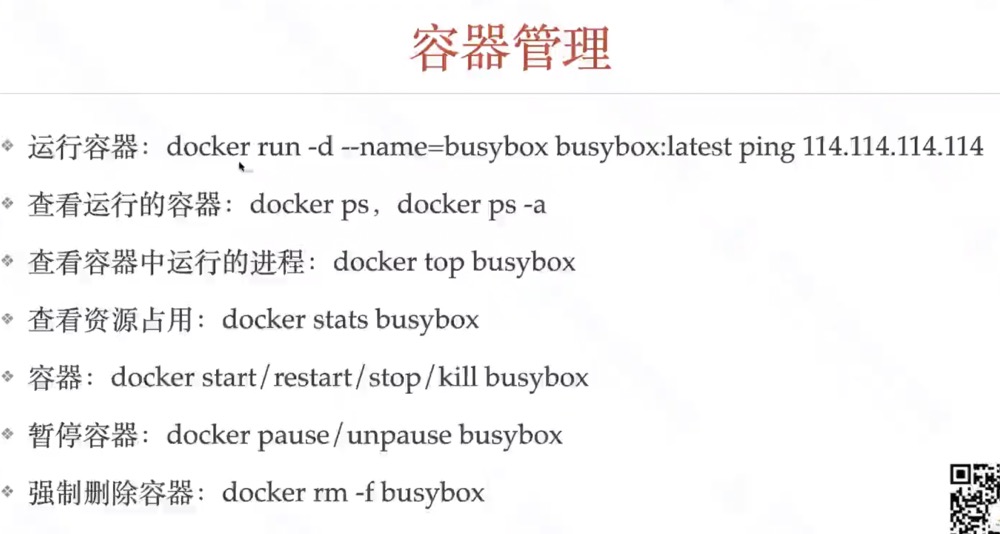 容器管理
运行容器：docker run -d --name=busybox busybox:latest ping 114.114.114.114
查看运行的容器：docker ps，docker ps -a
查看容器中运行的进程：docker top busybox
查看资源占用：docker stats busybox
容器：docker start/restart/stop/kill busybox
暂停容器：docker pause/unpause busybox
强制删除容器：docker rm -f busybox